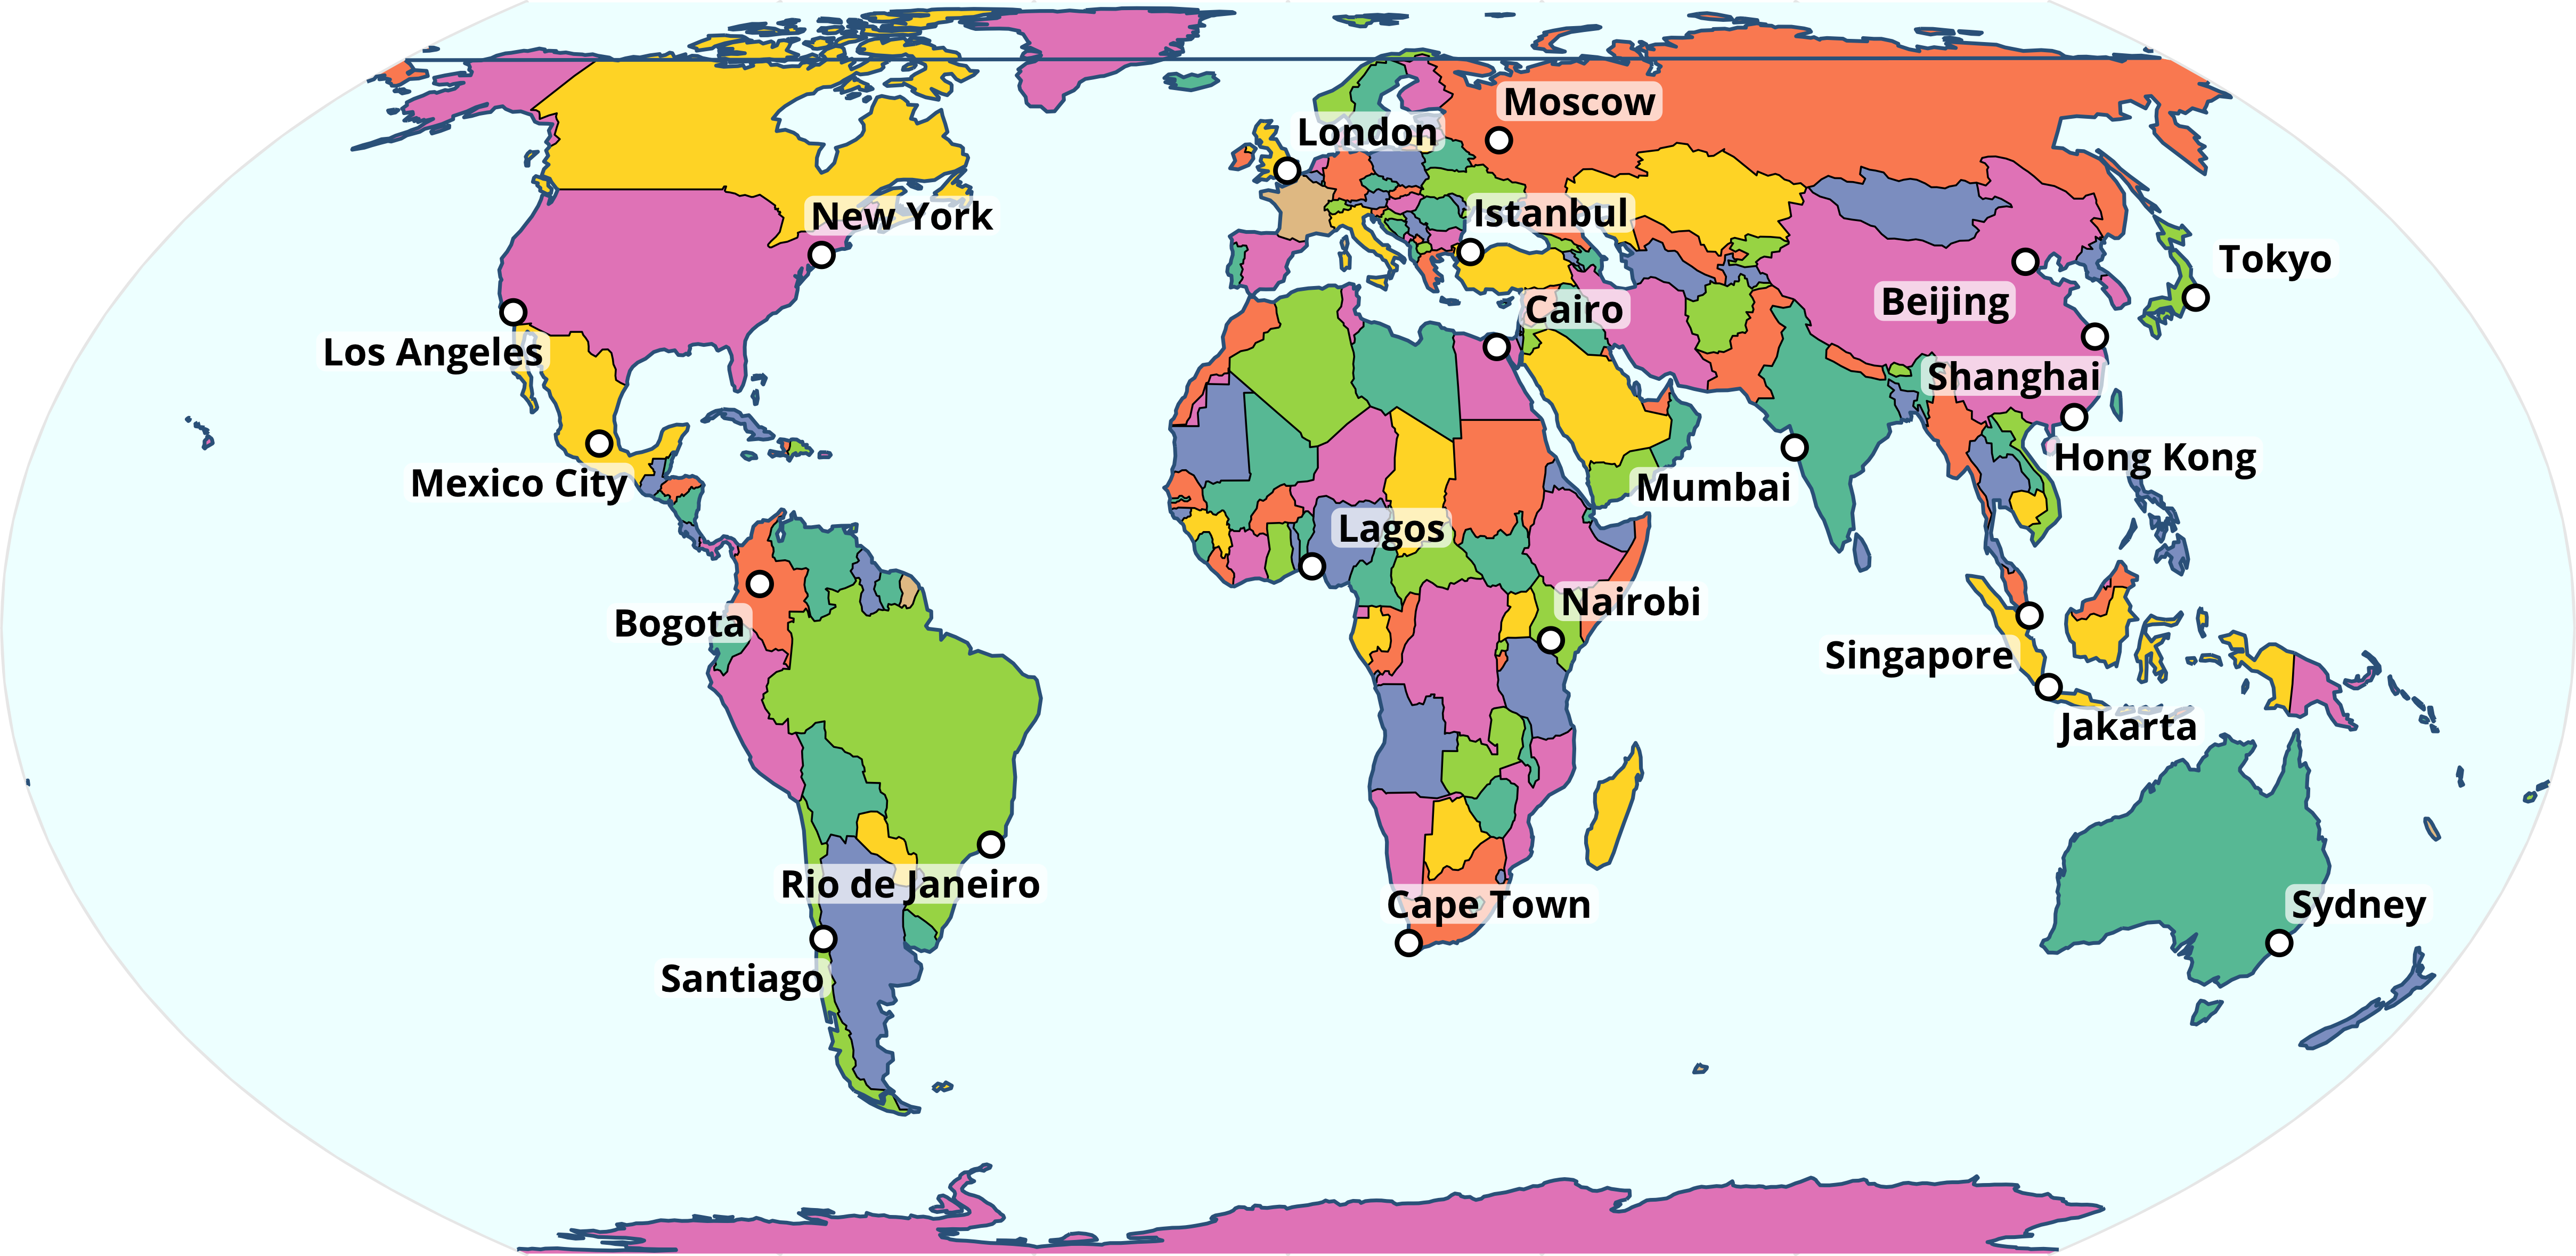 Moscow
London
New York
Istanbul
Tokyo
Beijing
Cairo
Los Angeles
Shanghai
Hong Kong
Mexico City
Mumbai
Lagos
Nairobi
Bogota
Singapore
Jakarta
Rio de Janeiro
Cape Town
Sydney
Santiago